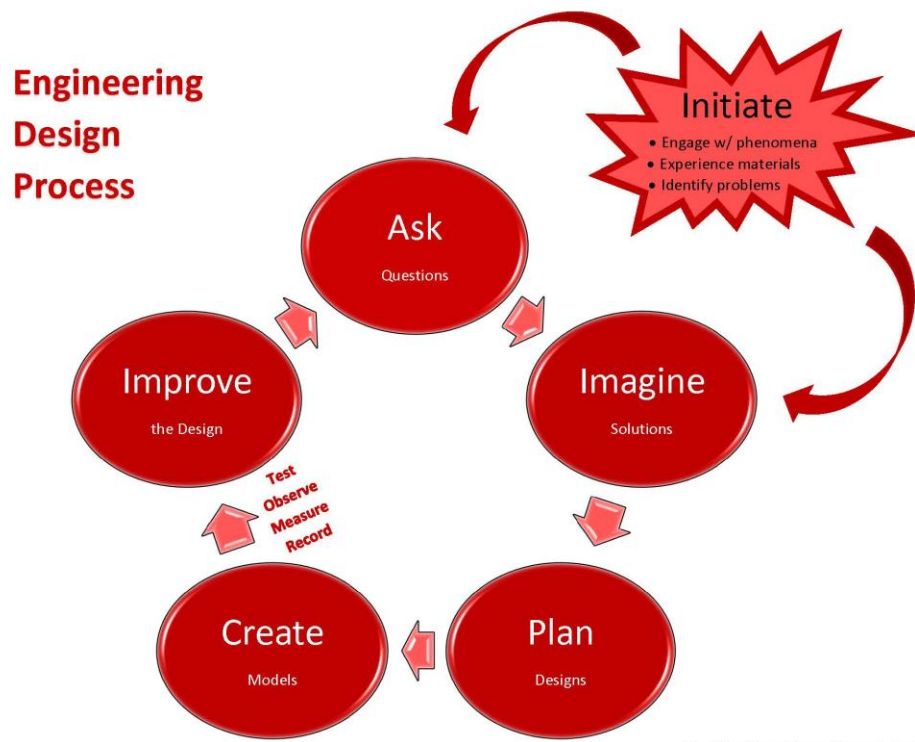 Engineering
Design
Process
Initiate
• Engage w/ phenomena
• Experience materials
• Identify problems
Ask
Questions
Imagine
Solutions
Plan
Designs
Create
Models
Test
Observe
Measure
Record
Improve
the Design